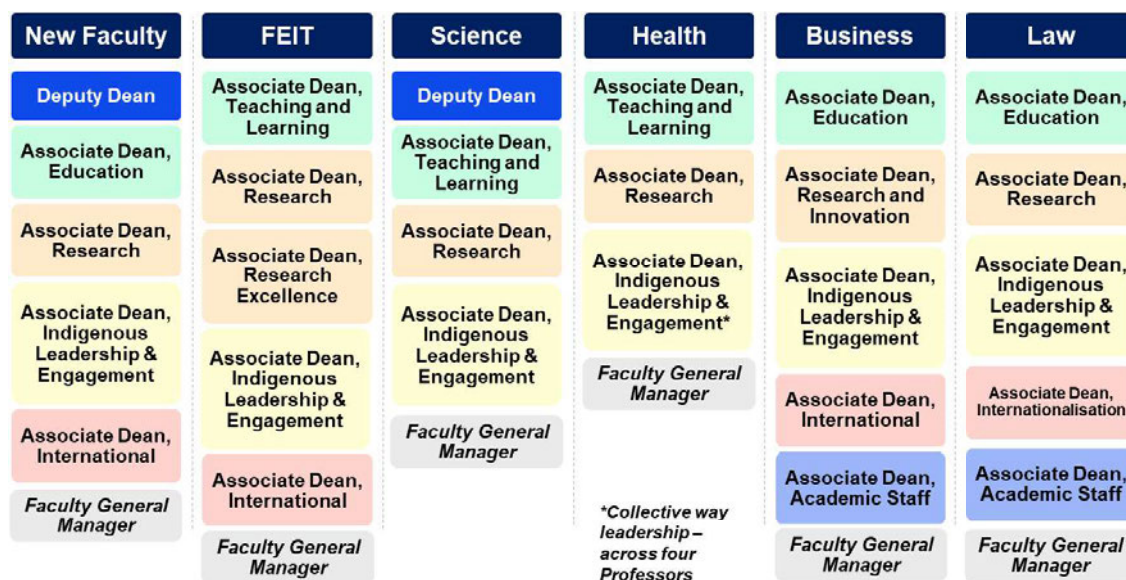 New Faculty
Deputy Dean
Associate Dean,
Education
Associate Dean,
Research
Associate Dean,
Indigenous
Leadership &
Engagement
Associate Dean,
International
Faculty General
Manager
FEIT
Associate Dean,
Teaching and
Learning
Associate Dean,
Research
Associate Dean,
Research
Excellence
Associate Dean,
Indigenous
Leadership &
Engagement
Associate Dean,
International
Faculty General
Manager
Science
Deputy Dean
Associate Dean,
Teaching and
Learning
Associate Dean,
Research
Associate Dean,
Indigenous
Leadership &
Engagement
Faculty General
Manager
Health
Associate Dean,
Teaching and
Learning
Associate Dean,
Research
Associate Dean,
Indigenous
Leadership &
Engagement*
Faculty General
Manager
*Collective way
leadership –
across four
Professors
Business
Associate Dean,
Education
Associate Dean,
Research and
Innovation
Associate Dean,
Indigenous
Leadership &
Engagement
Associate Dean,
International
Associate Dean,
Academic Staff
Faculty General
Manager
Law
Associate Dean,
Education
Associate Dean,
Research
Associate Dean,
Indigenous
Leadership &
Engagement
Associate Dean,
Internationalisation
Associate Dean,
Academic Staff
Faculty General
Manager